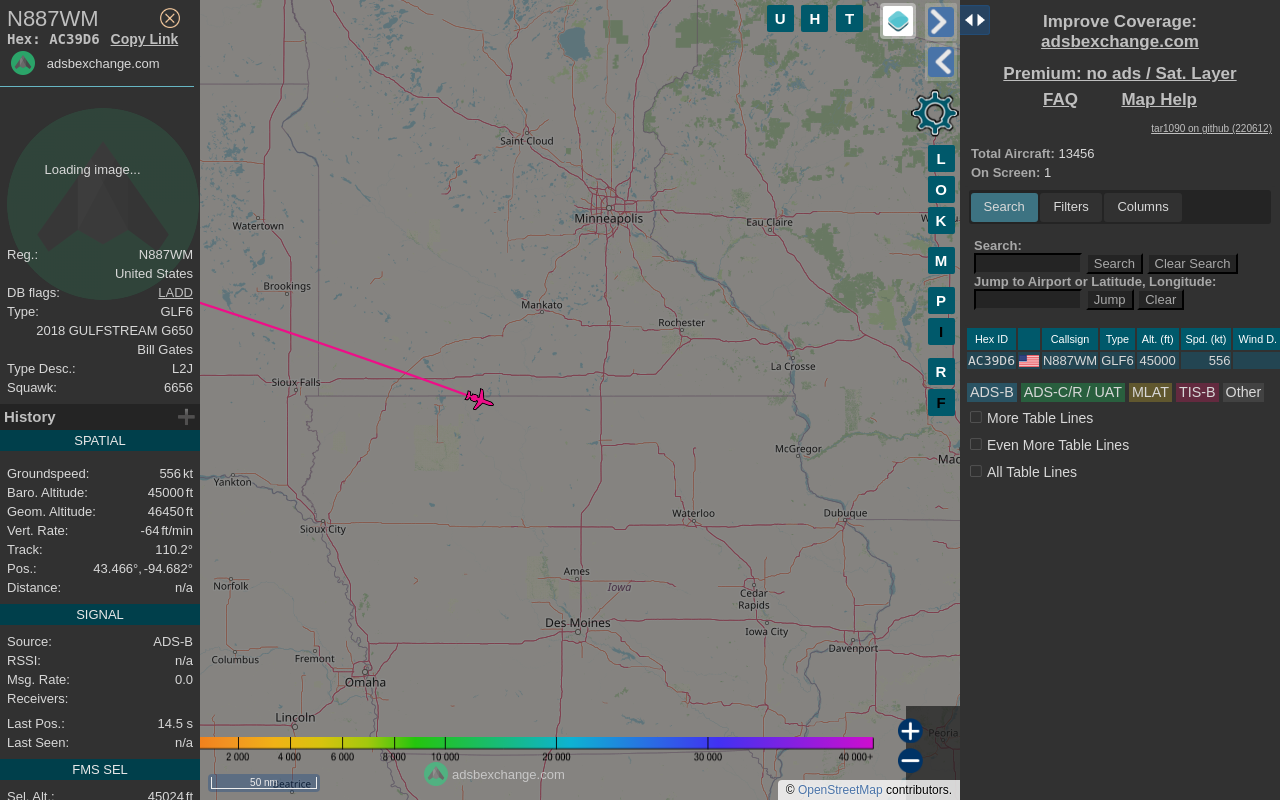 N887WM
Hex: AC39D6 Copy Link
adsbexchange.com
Loading image...
Reg.: N887WM
United States
DB flags: LADD
Type: GLF6
2018 GULFSTREAM G650
Bill Gates
Type Desc.: L2J
Squawk: 6656
History
SPATIAL
Groundspeed: 556 kt
Baro. Altitude: 45000 ft
Geom. Altitude: 46450 ft
Vert. Rate: -64 ft/min
Track: 110.2°
Pos.: 43.466°, -94.682°
Distance: n/a
SIGNAL
Source: ADS-B
RSSI: n/a
Msg. Rate: 0.0
Receivers:
Last Pos.: 14.5 s
Last Seen: n/a
FMS SEL
Sel. Alt.: 45024 ft
U H T
L
O
K
M
P
I
R
F
Saint Cloud
Minneapolis
Eau Claire
Watertown
Brookings
Mankato
Rochester
La Crosse
Sioux Falls
McGregor
Yankton
Waterloo
Dubuque
Sioux City
Ames
Iowa
Norfolk
Cedar
Rapids
Des Moines
Iowa City
Davenport
Columbus
Fremont
Omaha
Lincoln
Peoria
2 000 4 000 6 000 8 000 10 000 20 000 30 000 40 000+
adsbexchange.com
50 nm
Beatrice
© OpenStreetMap contributors.
Improve Coverage:
adsbexchange.com
Premium: no ads / Sat. Layer
FAQ Map Help
tar1090 on github (220612)
Total Aircraft: 13456
On Screen: 1
Search Filters Columns
Search:
Search Clear Search
Jump to Airport or Latitude, Longitude:
Jump Clear
Hex ID Callsign Type Alt. (ft) Spd. (kt) Wind D.
AC39D6 N887WM GLF6 45000 556
ADS-B ADS-C/R / UAT MLAT TIS-B Other
More Table Lines
Even More Table Lines
All Table Lines